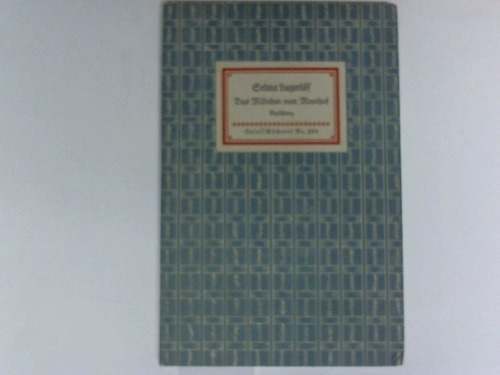 Selma Lagerlöf
Das Mädchen vom Moorhof
Erzählung
Insel-Bücherei Nr.